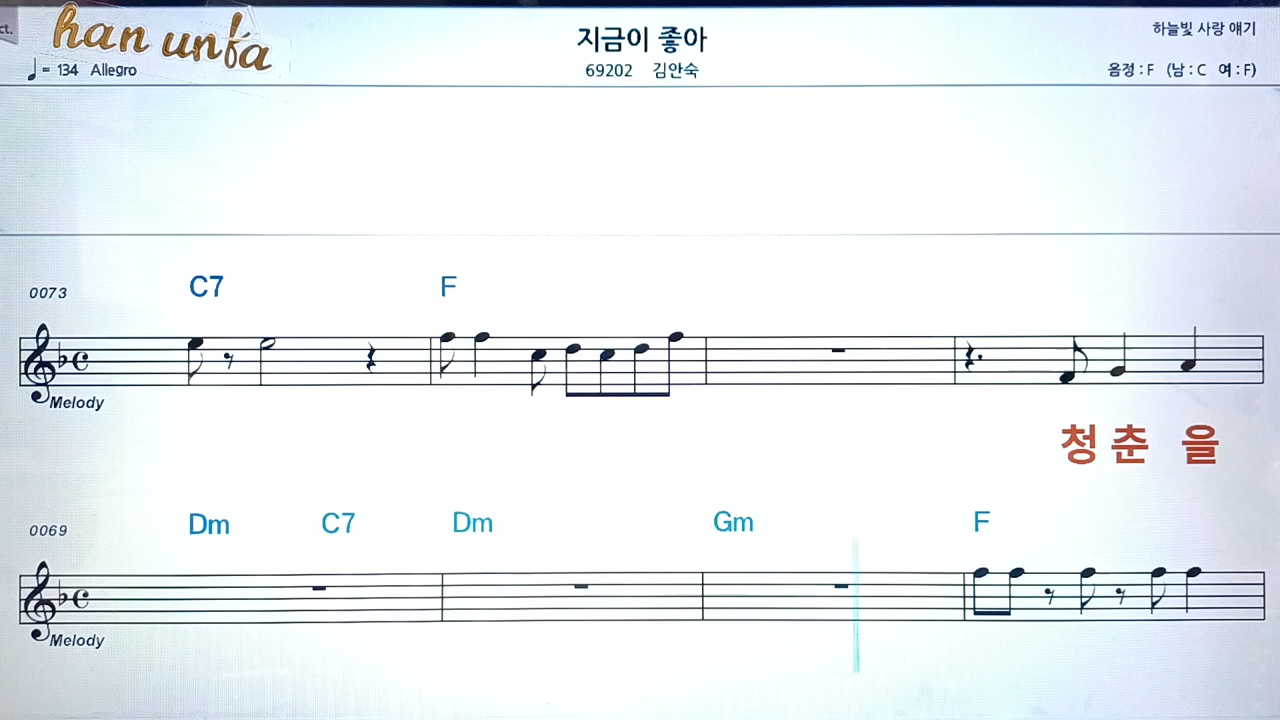 ct.
han unfa
지금이 좋아
하늘빛 사랑 얘기
♩= 134 Allegro
69202 김안숙
음정 : F (남 : C 여 : F)
C7 F
0073
Melody
청 춘 을
Dm C7 Dm Gm F
0069
Melody